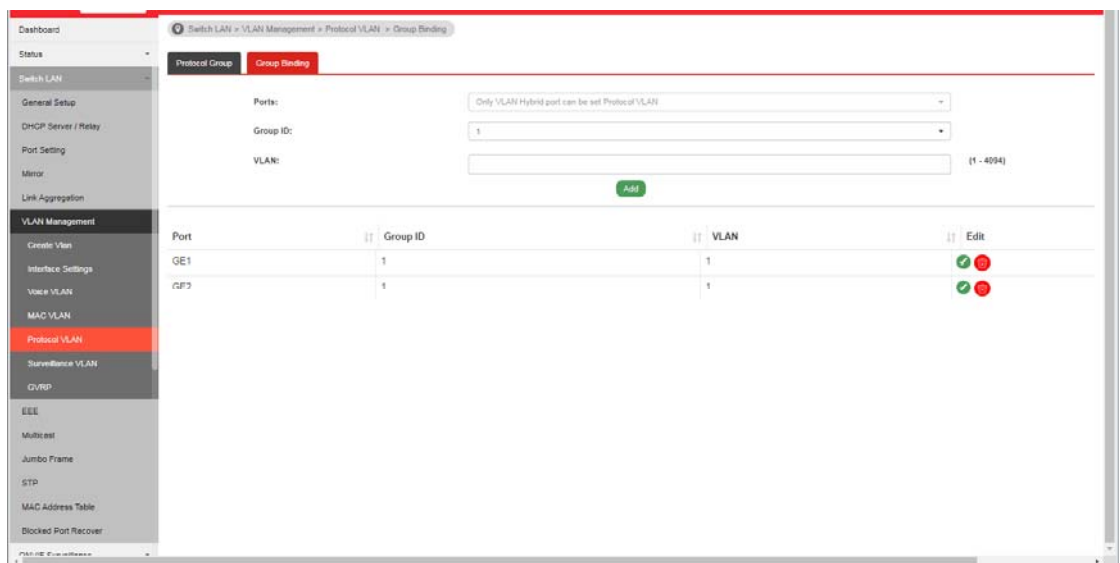 Dashboard
Switch LAN > VLAN Management > Protocol VLAN > Group Binding
Status
Protocol Group
Group Binding
Switch LAN
General Setup
Ports:
Only VLAN Hybrid port can be set Protocol VLAN
DHCP Server / Relay
Group ID:
1
Port Setting
VLAN:
(1 - 4094)
Mirror
Add
Link Aggregation
VLAN Management
Port
Group ID
VLAN
Edit
Create Vlan
GE1
1
1
Interface Settings
GE2
1
1
Voice VLAN
MAC VLAN
Protocol VLAN
Surveillance VLAN
GVRP
EEE
Multicast
Jumbo Frame
STP
MAC Address Table
Blocked Port Recover
ONVIF Surveillance